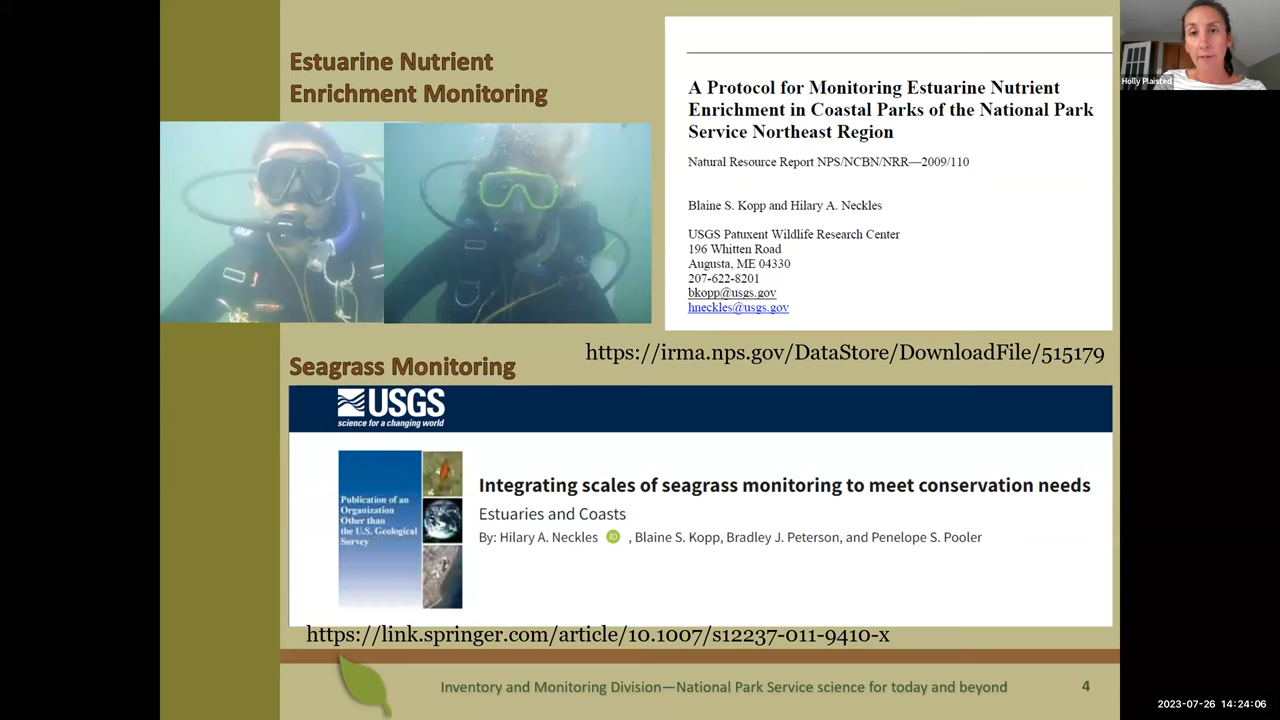 Estuarine Nutrient
Enrichment Monitoring
A Protocol for Monitoring Estuarine Nutrient
Enrichment in Coastal Parks of the National Park
Service Northeast Region
Natural Resource Report NPS/NCBN/NRR—2009/110
Blaine S. Kopp and Hilary A. Neckles
USGS Patuxent Wildlife Research Center
196 Whitten Road
Augusta, ME 04330
207-622-8201
bkopp@usgs.gov
hneckles@usgs.gov
Holly Plaisted
https://irma.nps.gov/DataStore/DownloadFile/515179
Seagrass Monitoring
USGS
science for a changing world
Publication of an
Organization
Other than
the U.S. Geological
Survey
Integrating scales of seagrass monitoring to meet conservation needs
Estuaries and Coasts
By: Hilary A. Neckles iD , Blaine S. Kopp, Bradley J. Peterson, and Penelope S. Pooler
https://link.springer.com/article/10.1007/s12237-011-9410-x
Inventory and Monitoring Division—National Park Service science for today and beyond
4
2023-07-26 14:24:06